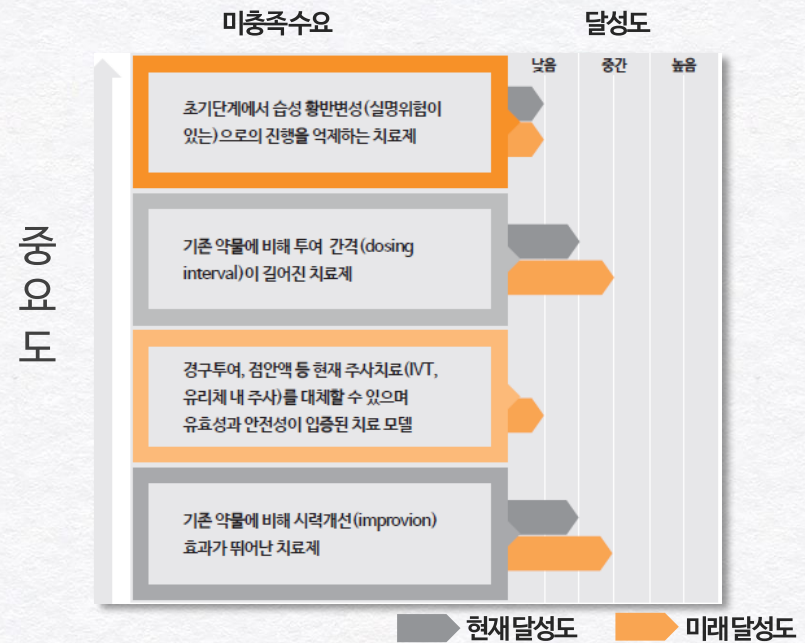 미충족수요
달성도
낮음 중간 높음
초기단계에서 습성 황반변성(실명위험이
있는)으로의 진행을 억제하는 치료제
기존 약물에 비해 투여 간격(dosing
interval)이 길어진 치료제
경구투여, 점안액 등 현재 주사치료(IVT,
유리체 내 주사)를 대체할 수 있으며
유효성과 안전성이 입증된 치료 모델
기존 약물에 비해 시력개선(improvion)
효과가 뛰어난 치료제
중
요
도
현재달성도
미래달성도